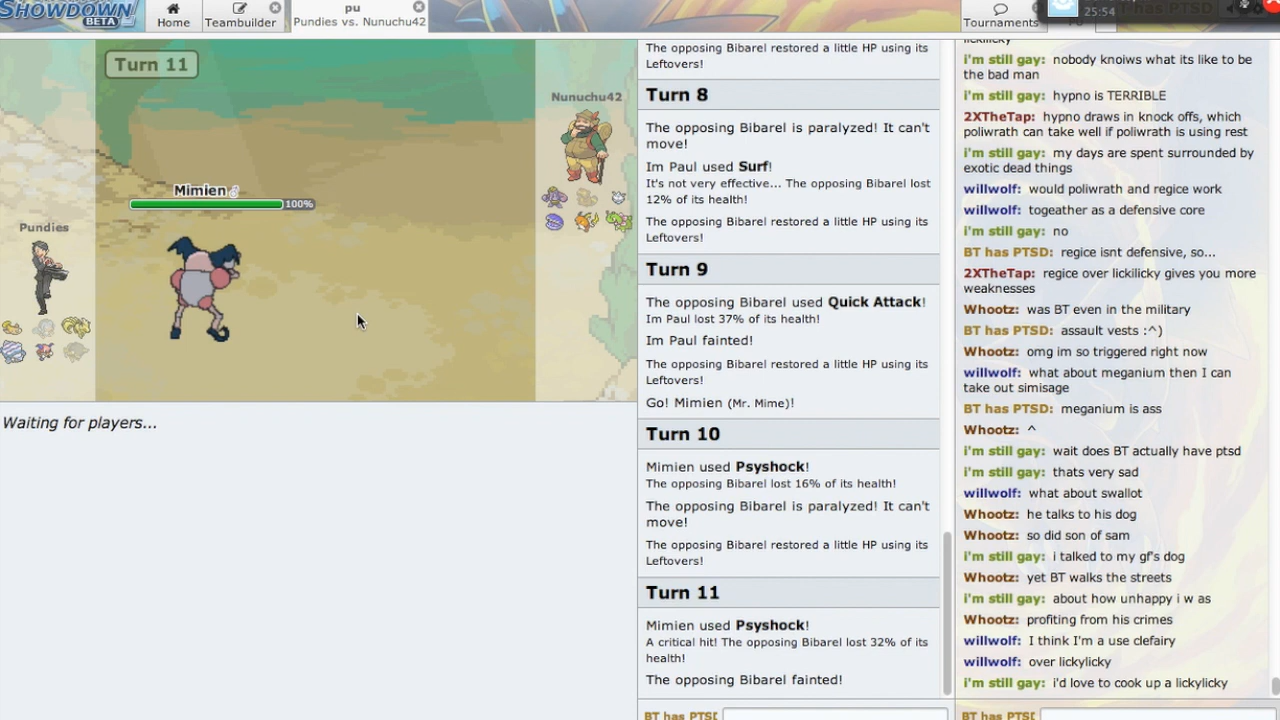 SHOWDOWN
BETA
Home
Teambuilder
pu
Pundies vs. Nunuchu42
Tournaments
25:54
Turn 11
Nunuchu42
Mimien
100%
Pundies
Waiting for players...
The opposing Bibarel restored a little HP using its
Leftovers!
Turn 8
The opposing Bibarel is paralyzed! It can't
move!
Im Paul used Surf!
It's not very effective... The opposing Bibarel lost
12% of its health!
The opposing Bibarel restored a little HP using its
Leftovers!
Turn 9
The opposing Bibarel used Quick Attack!
Im Paul lost 37% of its health!
Im Paul fainted!
The opposing Bibarel restored a little HP using its
Leftovers!
Go! Mimien (Mr. Mime)!
Turn 10
Mimien used Psyshock!
The opposing Bibarel lost 16% of its health!
The opposing Bibarel is paralyzed! It can't
move!
The opposing Bibarel restored a little HP using its
Leftovers!
Turn 11
Mimien used Psyshock!
A critical hit! The opposing Bibarel lost 32% of its
health!
The opposing Bibarel fainted!
BT has PTSD
i'm still gay: nobody knoiws what its like to be
the bad man
i'm still gay: hypno is TERRIBLE
2XTheTap: hypno draws in knock offs, which
poliwrath can take well if poliwrath is using rest
i'm still gay: my days are spent surrounded by
exotic dead things
willwolf: would poliwrath and regice work
willwolf: togeather as a defensive core
i'm still gay: no
BT has PTSD: regice isnt defensive, so...
2XTheTap: regice over lickilicky gives you more
weaknesses
Whootz: was BT even in the military
BT has PTSD: assault vests :^)
Whootz: omg im so triggered right now
willwolf: what about meganium then I can
take out simisage
BT has PTSD: meganium is ass
Whootz: ^
i'm still gay: wait does BT actually have ptsd
i'm still gay: thats very sad
willwolf: what about swallot
Whootz: he talks to his dog
Whootz: so did son of sam
i'm still gay: i talked to my gf's dog
Whootz: yet BT walks the streets
i'm still gay: about how unhappy i w as
Whootz: profiting from his crimes
willwolf: I think I'm a use clefairy
willwolf: over lickylicky
i'm still gay: i'd love to cook up a lickylicky
BT has PTSD